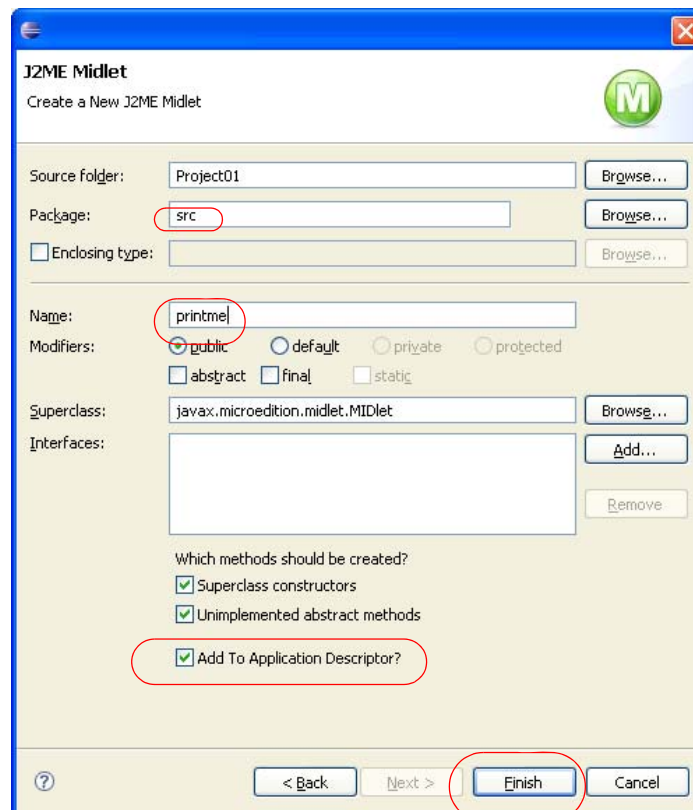 J2ME Midlet
Create a New J2ME Midlet
M
Source folder: Project01 Browse...
Package: src Browse...
Enclosing type: Browse...
Name: printme
Modifiers: public default private protected
abstract final static
Superclass: javax.microedition.midlet.MIDlet Browse...
Interfaces: Add...
Remove
Which methods should be created?
Superclass constructors
Unimplemented abstract methods
Add To Application Descriptor?
? < Back Next > Finish Cancel